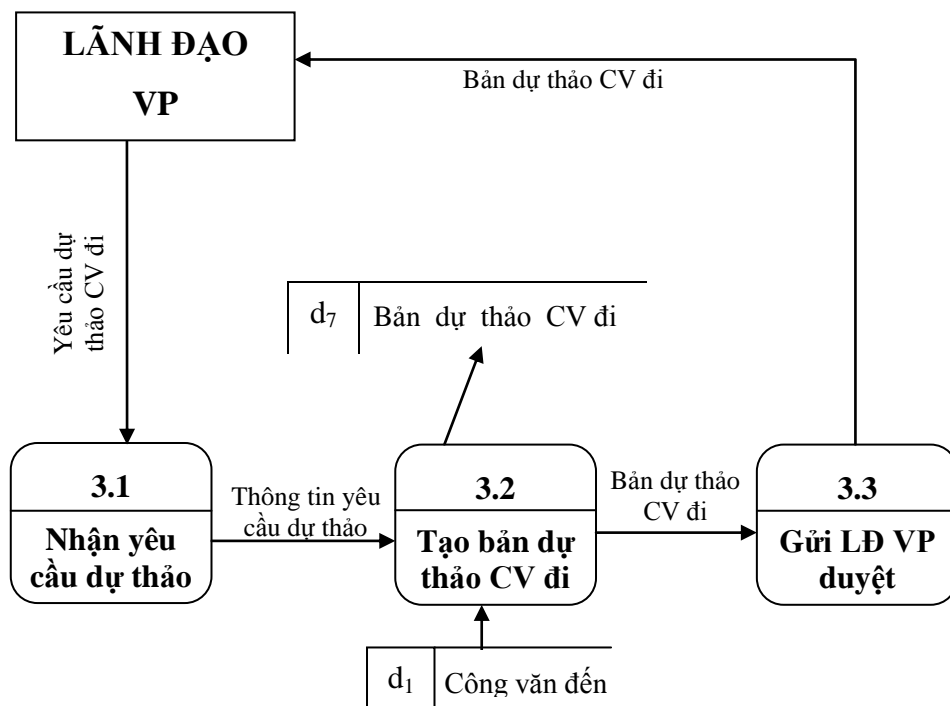 LÃNH ĐẠO
VP
Bản dự thảo CV đi
Yêu cầu dự
thảo CV đi
d7
Bản dự thảo CV đi
3.1
Nhận yêu
cầu dự thảo
Thông tin yêu
cầu dự thảo
3.2
Tạo bản dự
thảo CV đi
Bản dự thảo
CV đi
3.3
Gửi LĐ VP
duyệt
d1
Công văn đến